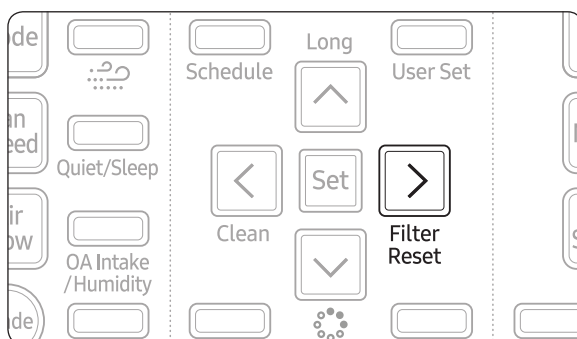 Long
Schedule
User Set
Quiet/Sleep
Set
Clean
Filter
Reset
OA Intake
/Humidity